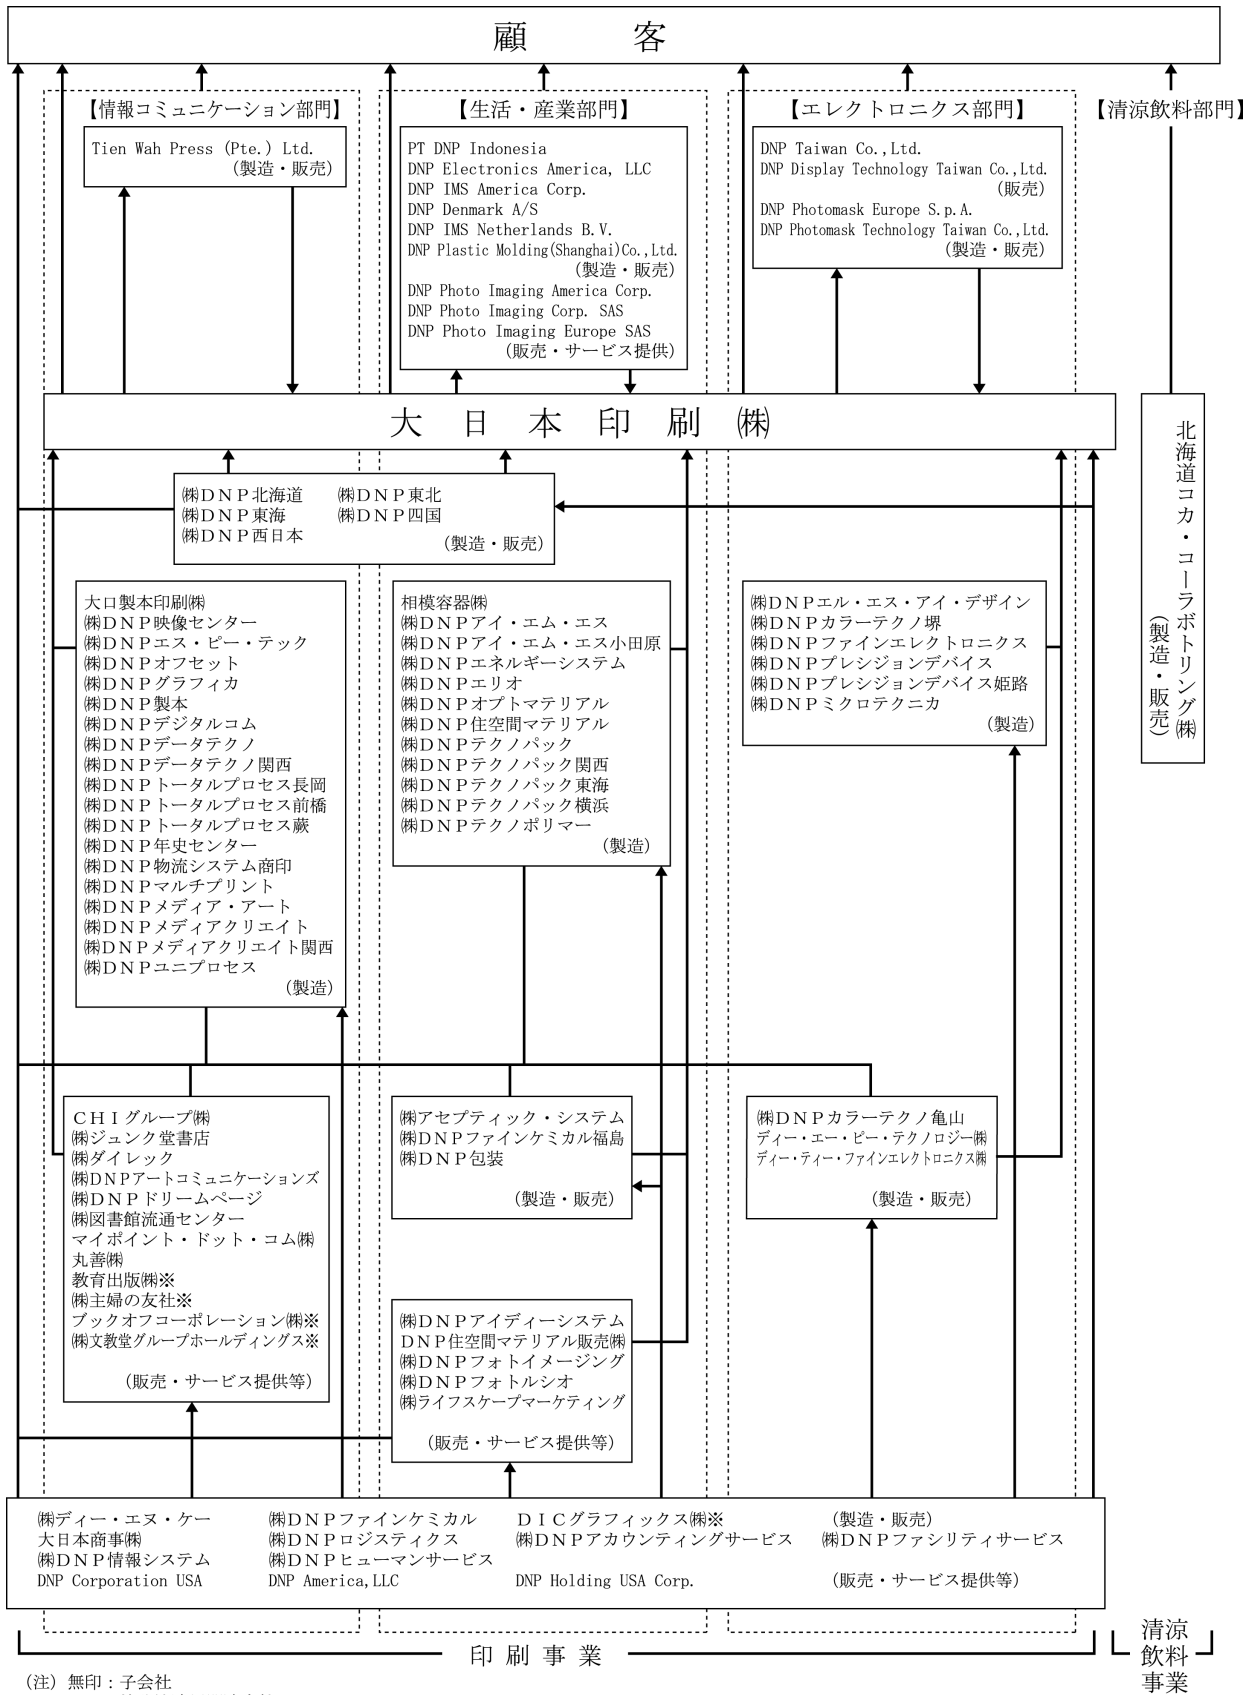 顧客
【情報コミュニケーション部門】
Tien Wah Press (Pte.) Ltd.
(製造・販売)
【生活・産業部門】
PT DNP Indonesia
DNP Electronics America, LLC
DNP IMS America Corp.
DNP Denmark A/S
DNP IMS Netherlands B.V.
DNP Plastic Molding(Shanghai)Co.,Ltd.
(製造・販売)
DNP Photo Imaging America Corp.
DNP Photo Imaging Corp. SAS
DNP Photo Imaging Europe SAS
(販売・サービス提供)
【エレクトロニクス部門】
DNP Taiwan Co.,Ltd.
DNP Display Technology Taiwan Co.,Ltd.
(販売)
DNP Photomask Europe S.p.A.
DNP Photomask Technology Taiwan Co.,Ltd.
(製造・販売)
【清涼飲料部門】
大日本印刷㈱
北海道コカ・コーラボトリング㈱
(製造・販売)
㈱DNP北海道 ㈱DNP東北
㈱DNP東海 ㈱DNP四国
㈱DNP西日本
(製造・販売)
大口製本印刷㈱
㈱DNP映像センター
㈱DNPエス・ピー・テック
㈱DNPオフセット
㈱DNPグラフィカ
㈱DNP製本
㈱DNPデジタルコム
㈱DNPデータテクノ
㈱DNPデータテクノ関西
㈱DNPトータルプロセス長岡
㈱DNPトータルプロセス前橋
㈱DNPトータルプロセス蕨
㈱DNP年史センター
㈱DNP物流システム商印
㈱DNPマルチプリント
㈱DNPメディア・アート
㈱DNPメディアクリエイト
㈱DNPメディアクリエイト関西
㈱DNPユニプロセス
(製造)
相模容器㈱
㈱DNPアイ・エム・エス
㈱DNPアイ・エム・エス小田原
㈱DNPエネルギーシステム
㈱DNPエリオ
㈱DNPオプトマテリアル
㈱DNP住空間マテリアル
㈱DNPテクノパック
㈱DNPテクノパック関西
㈱DNPテクノパック東海
㈱DNPテクノパック横浜
㈱DNPテクノポリマー
(製造)
㈱DNPエル・エス・アイ・デザイン
㈱DNPカラーテクノ堺
㈱DNPファインエレクトロニクス
㈱DNPプレシジョンデバイス
㈱DNPプレシジョンデバイス姫路
㈱DNPミクロテクニカ
(製造)
CHIグループ㈱
㈱ジュンク堂書店
㈱ダイレック
㈱DNPアートコミュニケーションズ
㈱DNPドリームページ
㈱図書館流通センター
マイポイント・ドット・コム㈱
丸善㈱
教育出版㈱※
㈱主婦の友社※
ブックオフコーポレーション㈱※
㈱文教堂グループホールディングス※
(販売・サービス提供等)
㈱アセプティック・システム
㈱DNPファインケミカル福島
㈱DNP包装
(製造・販売)
㈱DNPカラーテクノ亀山
ディー・エー・ピー・テクノロジー㈱
ディー・ティー・ファインエレクトロニクス㈱
(製造・販売)
㈱DNPアイディーシステム
DNP住空間マテリアル販売㈱
㈱DNPフォトイメージング
㈱DNPフォトルシオ
㈱ライフスケープマーケティング
(販売・サービス提供等)
㈱ディー・エヌ・ケー ㈱DNPファインケミカル DICグラフィックス㈱※ (製造・販売)
大日本商事㈱ ㈱DNPロジスティクス ㈱DNPアカウンティングサービス ㈱DNPファシリティサービス
㈱DNP情報システム ㈱DNPヒューマンサービス
DNP Corporation USA DNP America,LLC DNP Holding USA Corp. (販売・サービス提供等)
印刷事業
清涼
飲料
事業
(注) 無印：子会社